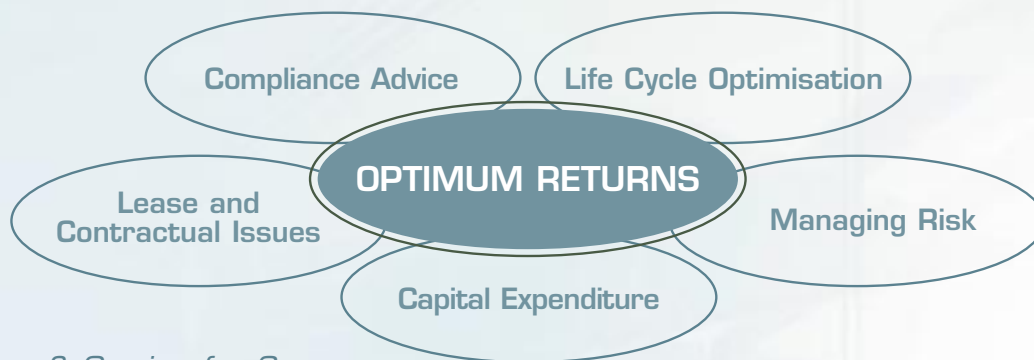 Compliance Advice
Life Cycle Optimisation
OPTIMUM RETURNS
Lease and
Contractual Issues
Managing Risk
Capital Expenditure